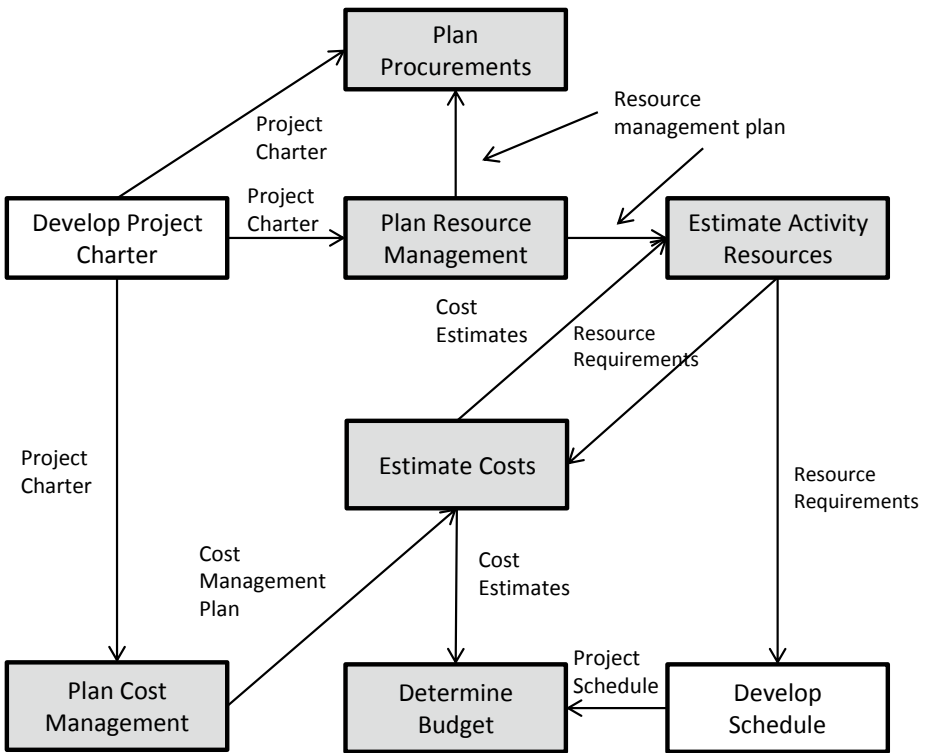 Plan
Procurements
Resource
management plan
Project
Charter
Project
Charter
Develop Project
Charter
Plan Resource
Management
Estimate Activity
Resources
Cost
Estimates
Resource
Requirements
Estimate Costs
Project
Charter
Resource
Requirements
Cost
Management
Plan
Cost
Estimates
Project
Schedule
Plan Cost
Management
Determine
Budget
Develop
Schedule